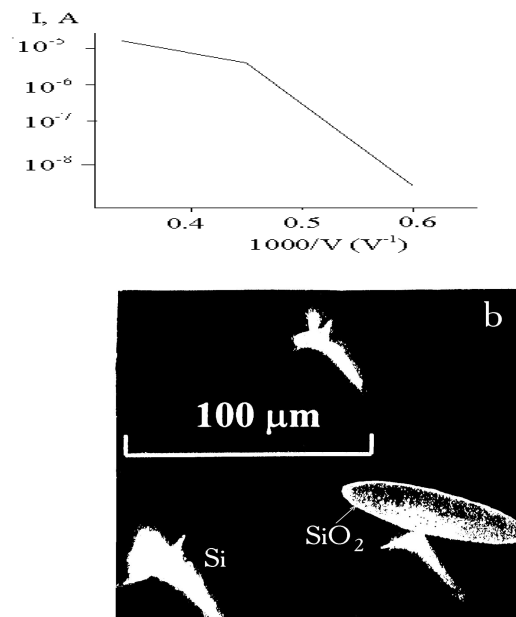 I, A
10⁻⁵
10⁻⁶
10⁻⁷
10⁻⁸
0.4 0.5 0.6
1000/V (V⁻¹)
b
100 µm
SiO₂
Si